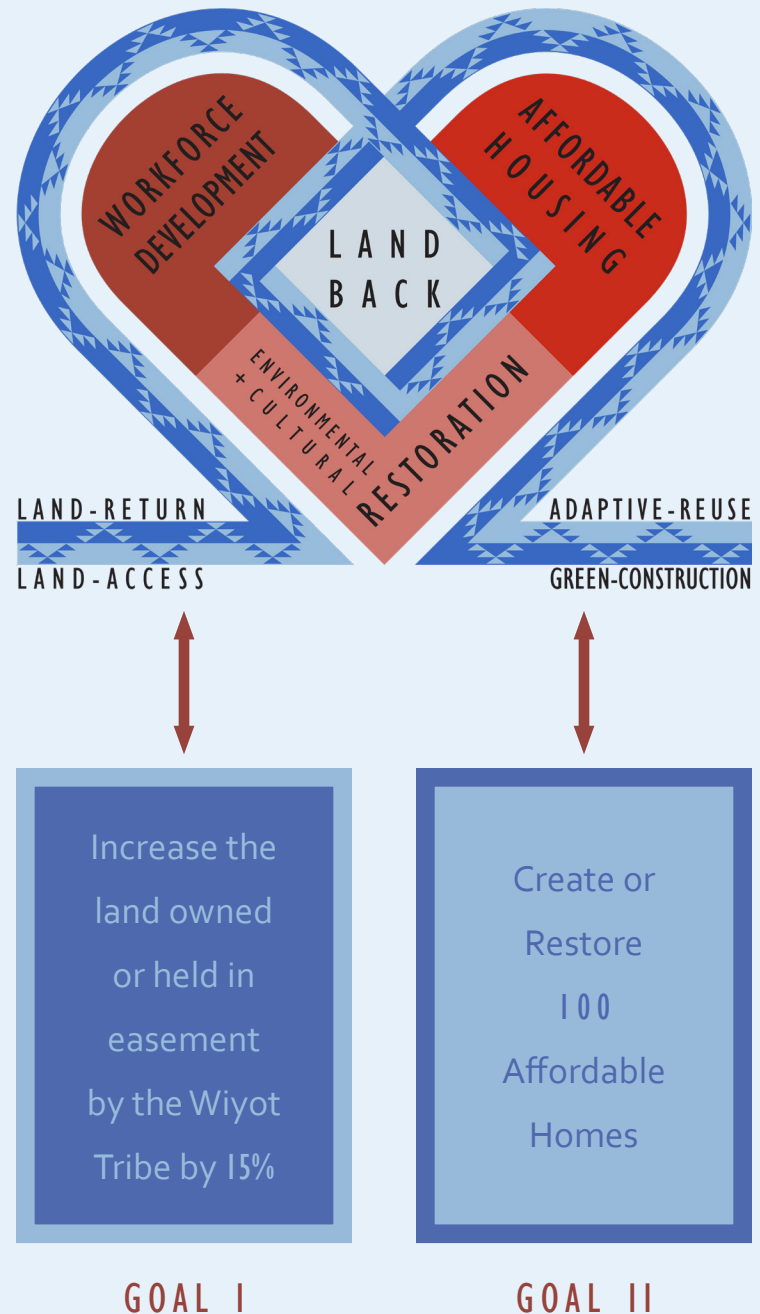 WORKFORCE
DEVELOPMENT
AFFORDABLE
HOUSING
LAND
BACK
ENVIRONMENTAL
+ CULTURAL
RESTORATION
LAND-RETURN
LAND-ACCESS
ADAPTIVE-REUSE
GREEN-CONSTRUCTION
Increase the
land owned
or held in
easement
by the Wiyot
Tribe by 15%
GOAL I
Create or
Restore
100
Affordable
Homes
GOAL II